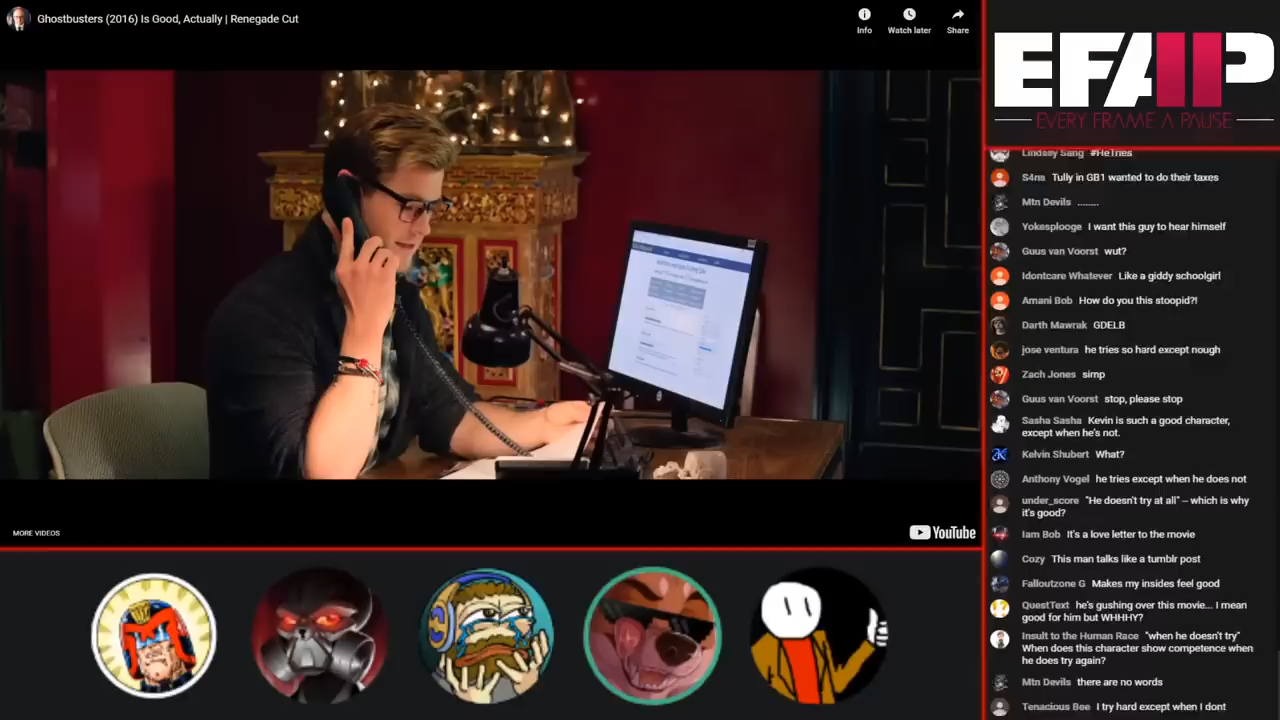 Ghostbusters (2016) Is Good, Actually | Renegade Cut
Info
Watch later
Share
MORE VIDEOS
YouTube
EFAP
EVERY FRAME A PAUSE
Lindsay Sang #HeTries
S4m Tully in GB1 wanted to do their taxes
Mtn Devils ........
Yokesplooge I want this guy to hear himself
Guus van Voorst wut?
Idontcare Whatever Like a giddy schoolgirl
Amani Bob How do you this stoopid?!
Darth Mawrak GDELB
jose ventura he tries so hard except nough
Zach Jones simp
Guus van Voorst stop, please stop
Sasha Sasha Kevin is such a good character,
except when he's not.
Kelvin Shubert What?
Anthony Vogel he tries except when he does not
under_score "He doesn't try at all" – which is why
it's good?
Iam Bob It's a love letter to the movie
Cozy This man talks like a tumblr post
Falloutzone G Makes my insides feel good
QuestText he's gushing over this movie... I mean
good for him but WHHHY?
Insult to the Human Race "when he doesn't try"
When does this character show competence when
he does try again?
Mtn Devils there are no words
Tenacious Bee I try hard except when I dont